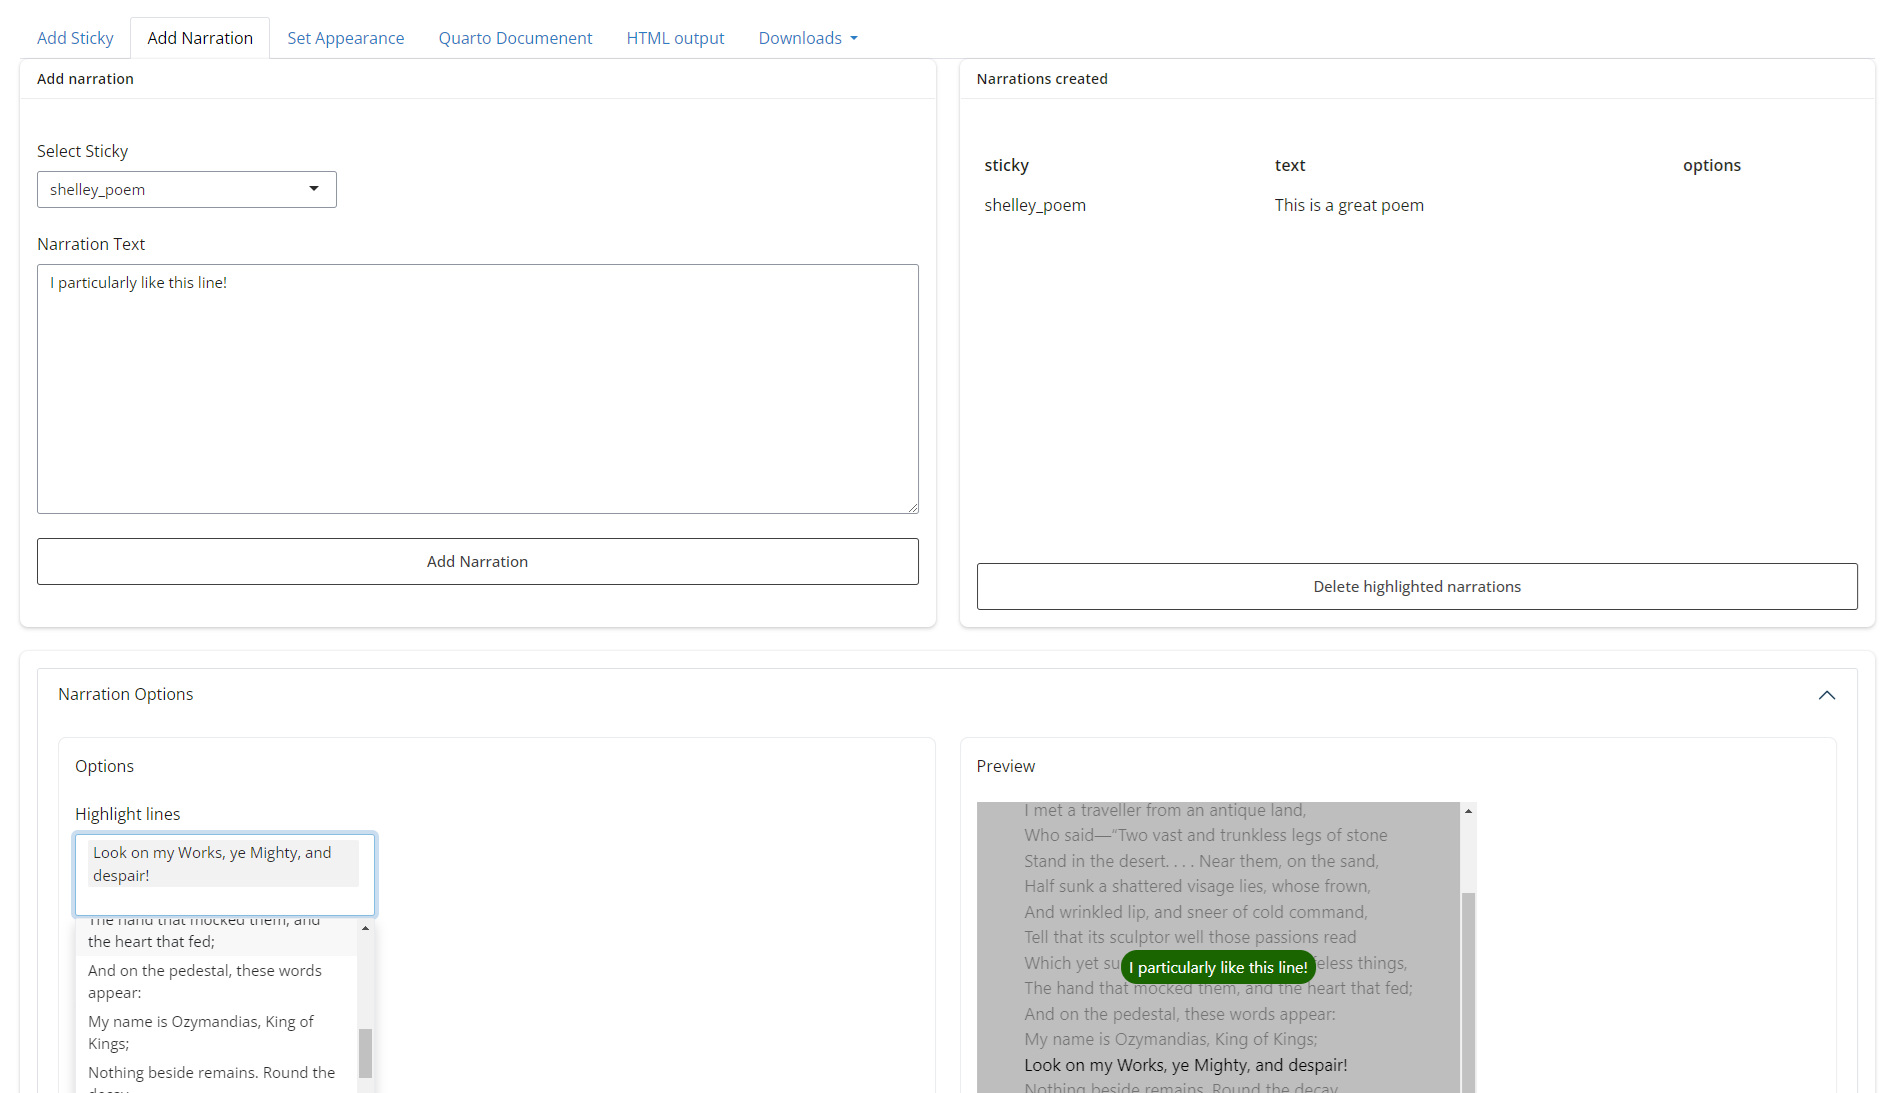 Add Sticky
Add Narration
Set Appearance
Quarto Documenent
HTML output
Downloads
Add narration
Select Sticky
shelley_poem
Narration Text
I particularly like this line!
Add Narration
Narrations created
sticky text options
shelley_poem This is a great poem
Delete highlighted narrations
Narration Options
Options
Highlight lines
Look on my Works, ye Mighty, and
despair!
The hand that mocked them, and
the heart that fed;
And on the pedestal, these words
appear:
My name is Ozymandias, King of
Kings;
Nothing beside remains. Round the
Preview
I met a traveller from an antique land,
Who said—“Two vast and trunkless legs of stone
Stand in the desert. . . . Near them, on the sand,
Half sunk a shattered visage lies, whose frown,
And wrinkled lip, and sneer of cold command,
Tell that its sculptor well those passions read
Which yet
I particularly like this line!
things,
The hand that mocked them, and the heart that fed;
And on the pedestal, these words appear:
My name is Ozymandias, King of Kings;
Look on my Works, ye Mighty, and despair!
Nothing beside remains. Round the decay